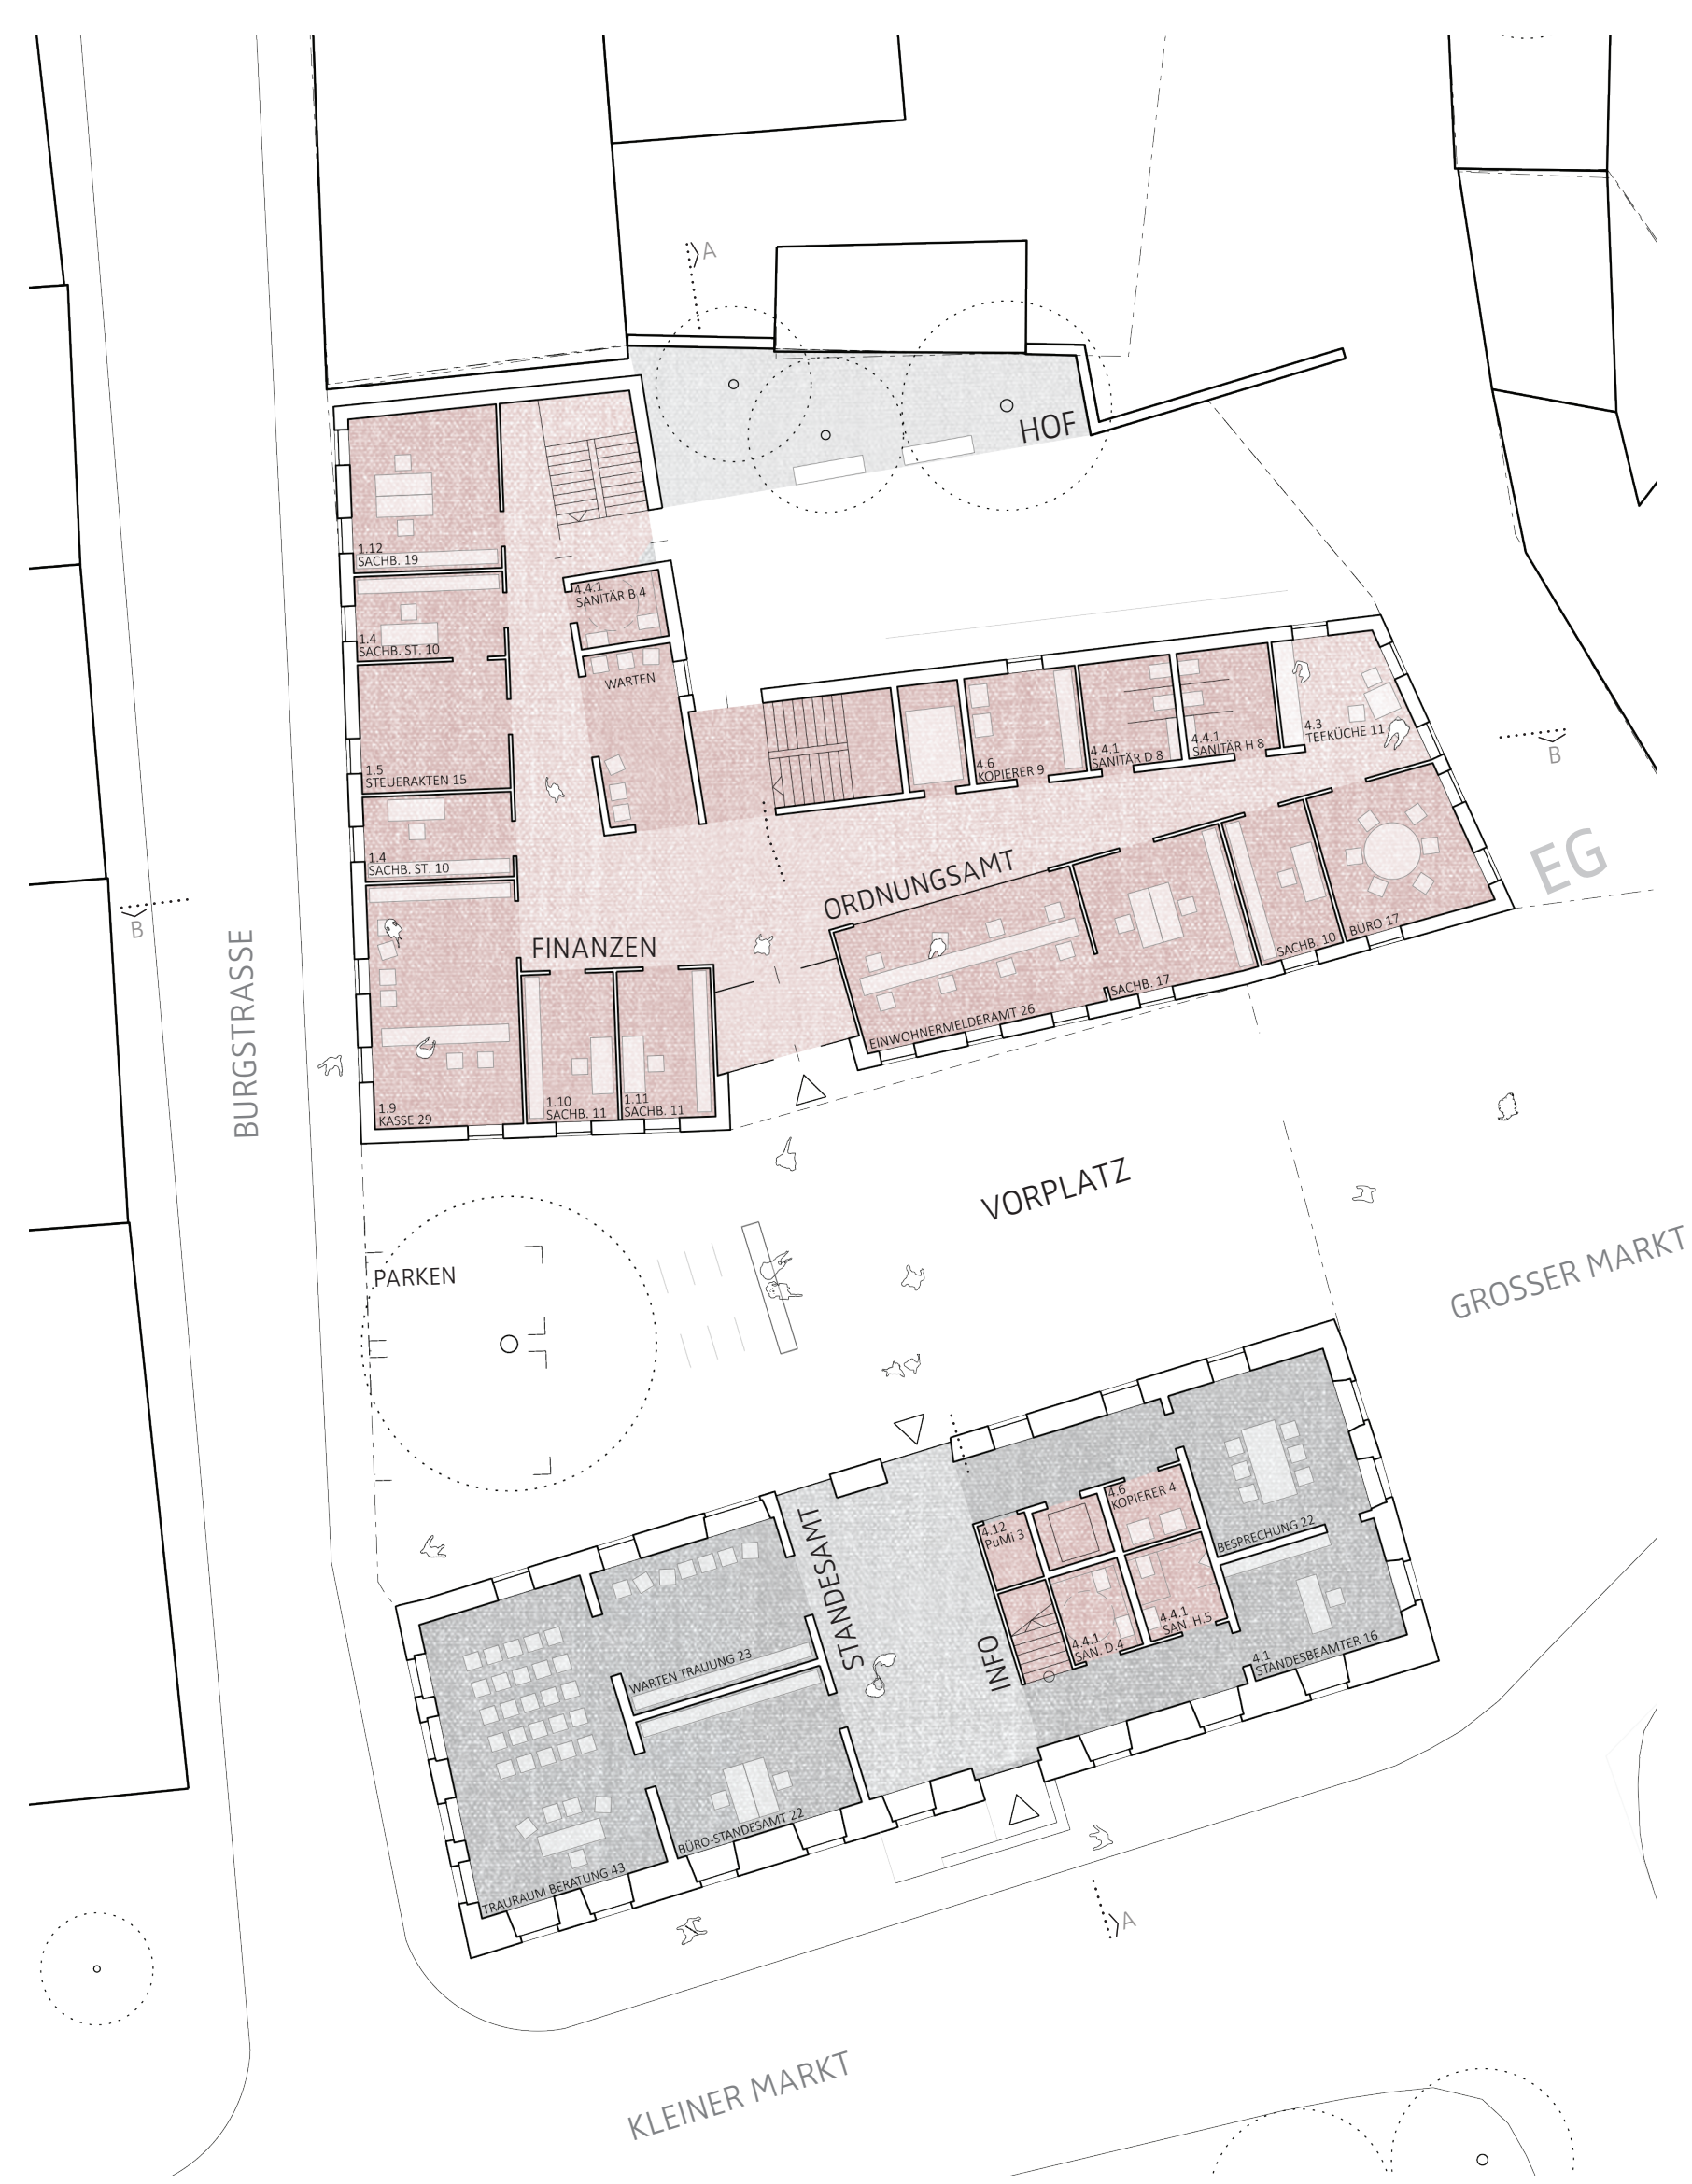 A
HOF
1.12
SACHB. 19
4.4.1
SANITÄR B 4
1.4
SACHB. ST. 10
WARTEN
1.5
STEUERAKTEN 15
4.6
KOPIERER 9
4.4.1
SANITÄR D 8
4.4.1
SANITÄR H 8
4.3
TEEKÜCHE 11
B
1.4
SACHB. ST. 10
EG
ORDNUNGSAMT
B
BURGSTRASSE
FINANZEN
EINWOHNERMELDERAMT 26
SACHB. 17
SACHB. 10
BÜRO 17
1.9
KASSE 29
1.10
SACHB. 11
1.11
SACHB. 11
VORPLATZ
PARKEN
GROSSER MARKT
STANDESAMT
4.12
PuMi 3
4.6
KOPIERER 4
BESPRECHUNG 22
WARTEN TRAUUNG 23
INFO
4.4.1
SAN. D.4
4.4.1
SAN. H.5
4.1
STANDESBEAMTER 16
BÜRO-STANDESAMT 22
TRAURAUM BERATUNG 43
A
KLEINER MARKT